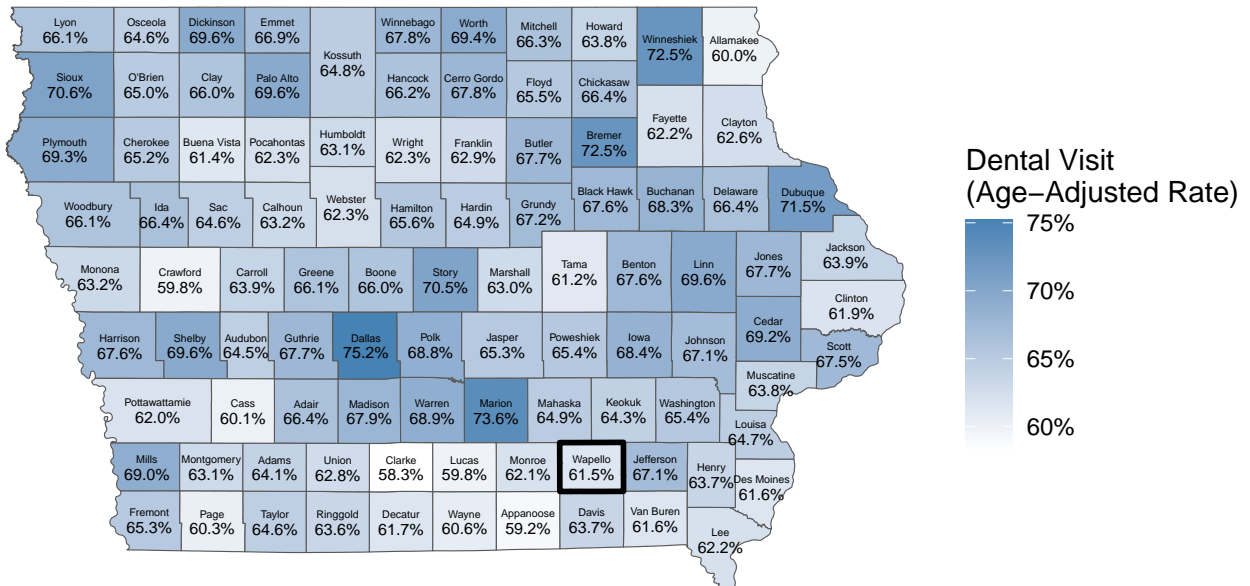 Lyon
66.1%
Osceola
64.6%
Dickinson
69.6%
Emmet
66.9%
Kossuth
64.8%
Winnebago
67.8%
Worth
69.4%
Mitchell
66.3%
Howard
63.8%
Winneshiek
72.5%
Allamakee
60.0%
Sioux
70.6%
O'Brien
65.0%
Clay
66.0%
Palo Alto
69.6%
Hancock
66.2%
Cerro Gordo
67.8%
Floyd
65.5%
Chickasaw
66.4%
Fayette
62.2%
Clayton
62.6%
Plymouth
69.3%
Cherokee
65.2%
Buena Vista
61.4%
Pocahontas
62.3%
Humboldt
63.1%
Wright
62.3%
Franklin
62.9%
Butler
67.7%
Bremer
72.5%
Woodbury
66.1%
Ida
66.4%
Sac
64.6%
Calhoun
63.2%
Webster
62.3%
Hamilton
65.6%
Hardin
64.9%
Grundy
67.2%
Black Hawk
67.6%
Buchanan
68.3%
Delaware
66.4%
Dubuque
71.5%
Monona
63.2%
Crawford
59.8%
Carroll
63.9%
Greene
66.1%
Boone
66.0%
Story
70.5%
Marshall
63.0%
Tama
61.2%
Benton
67.6%
Linn
69.6%
Jones
67.7%
Jackson
63.9%
Clinton
61.9%
Harrison
67.6%
Shelby
69.6%
Audubon
64.5%
Guthrie
67.7%
Dallas
75.2%
Polk
68.8%
Jasper
65.3%
Poweshiek
65.4%
Iowa
68.4%
Johnson
67.1%
Cedar
69.2%
Scott
67.5%
Muscatine
63.8%
Pottawattamie
62.0%
Cass
60.1%
Adair
66.4%
Madison
67.9%
Warren
68.9%
Marion
73.6%
Mahaska
64.9%
Keokuk
64.3%
Washington
65.4%
Louisa
64.7%
Mills
69.0%
Montgomery
63.1%
Adams
64.1%
Union
62.8%
Clarke
58.3%
Lucas
59.8%
Monroe
62.1%
Wapello
61.5%
Jefferson
67.1%
Henry
63.7%
Des Moines
61.6%
Fremont
65.3%
Page
60.3%
Taylor
64.6%
Ringgold
63.6%
Decatur
61.7%
Wayne
60.6%
Appanoose
59.2%
Davis
63.7%
Van Buren
61.6%
Lee
62.2%
Dental Visit
(Age−Adjusted Rate)
75%
70%
65%
60%